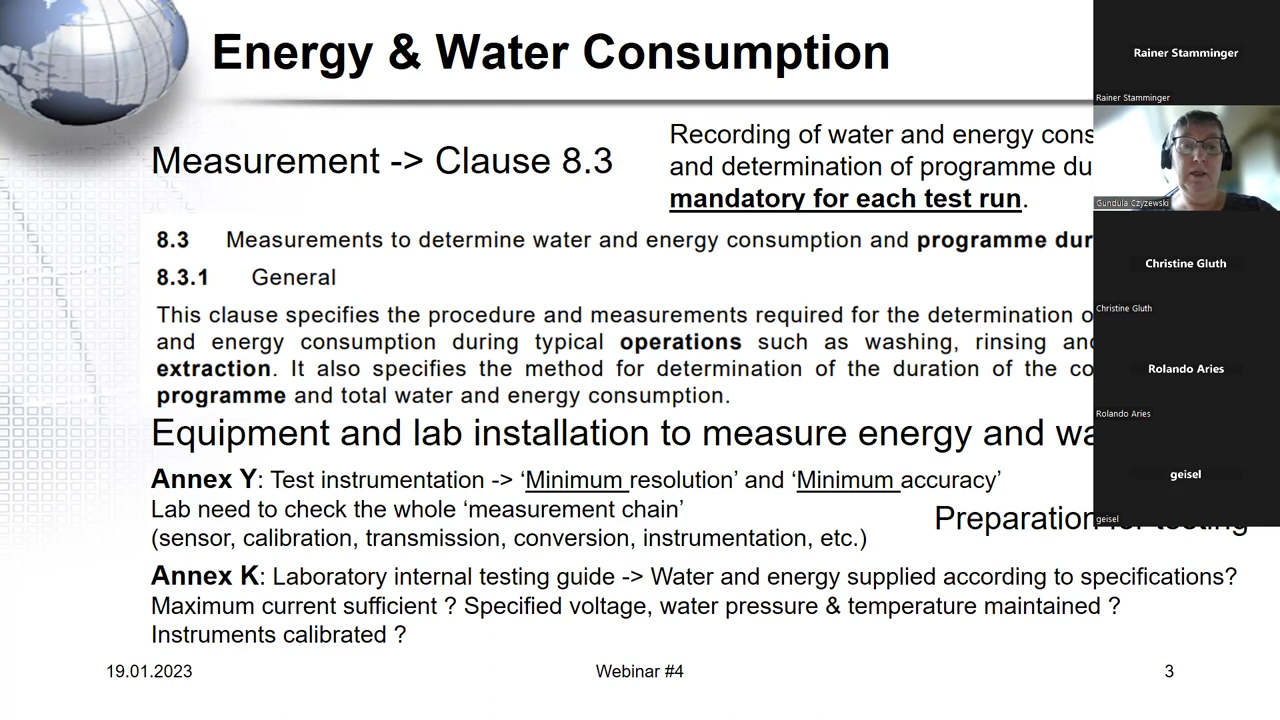 Energy & Water Consumption
Measurement -> Clause 8.3
Recording of water and energy cons
and determination of programme du
mandatory for each test run.
8.3 Measurements to determine water and energy consumption and programme dur
8.3.1 General
This clause specifies the procedure and measurements required for the determination o
and energy consumption during typical operations such as washing, rinsing and
extraction. It also specifies the method for determination of the duration of the co
programme and total water and energy consumption.
Equipment and lab installation to measure energy and wa
Annex Y: Test instrumentation -> ‘Minimum resolution’ and ‘Minimum accuracy’
Lab need to check the whole ‘measurement chain’
(sensor, calibration, transmission, conversion, instrumentation, etc.)
Preparation for testing
Annex K: Laboratory internal testing guide -> Water and energy supplied according to specifications?
Maximum current sufficient ? Specified voltage, water pressure & temperature maintained ?
Instruments calibrated ?
19.01.2023
Webinar #4
3
Rainer Stamminger
Rainer Stamminger
Gundula Czyzewski
Christine Gluth
Christine Gluth
Rolando Aries
Rolando Aries
geisel
geisel